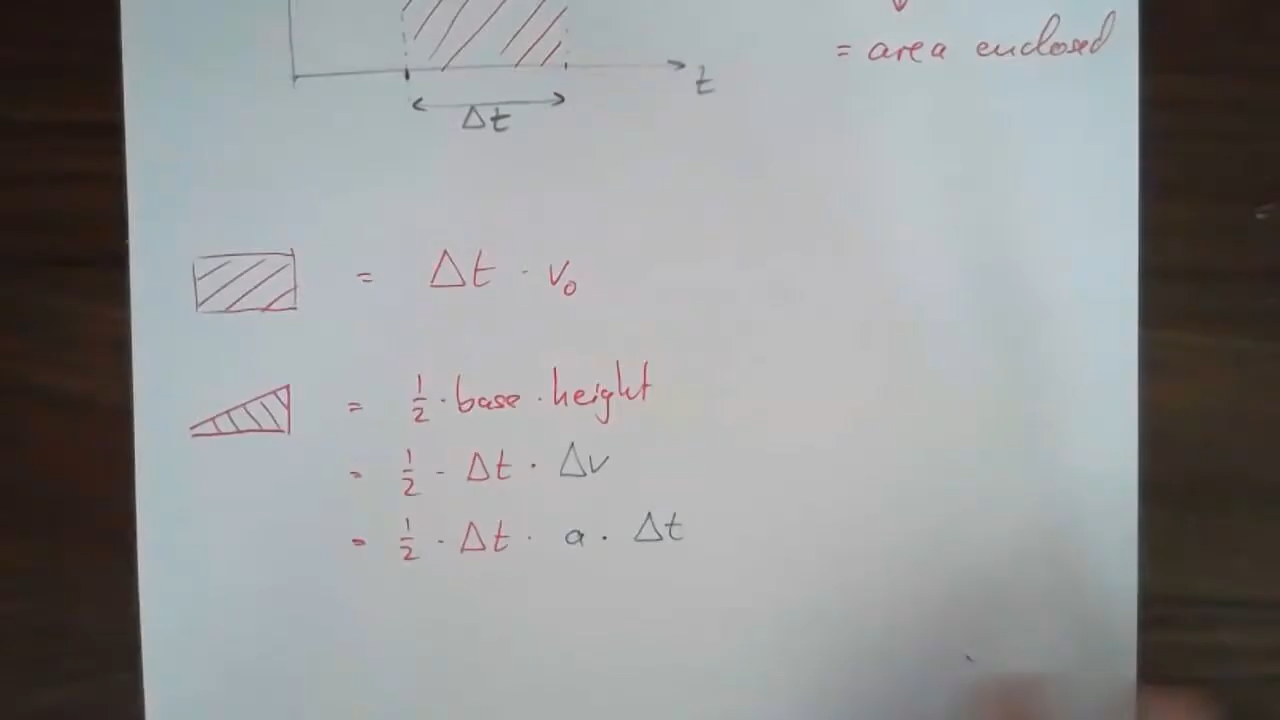 = area enclosed
t
Δt
= Δt · v₀
= 1/2 · base · height
= 1/2 · Δt · Δv
= 1/2 · Δt · a · Δt